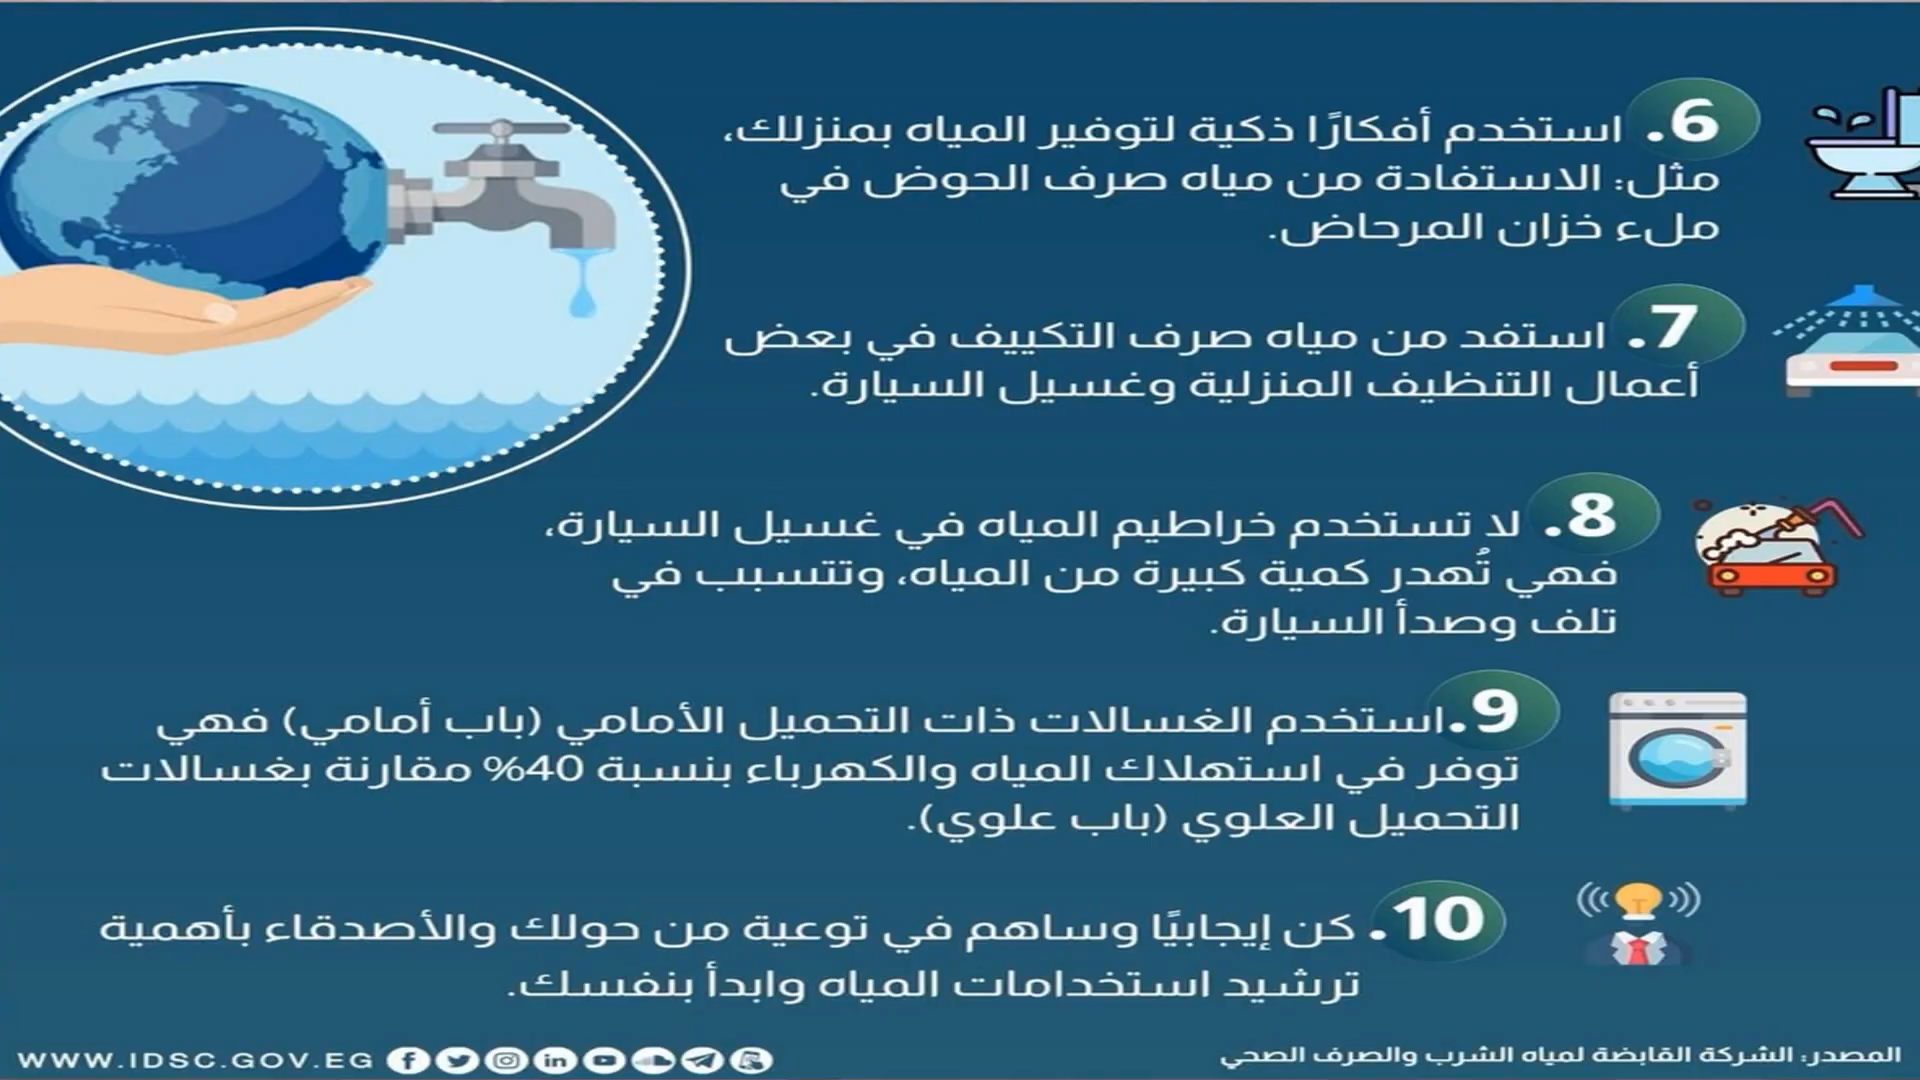 6. استخدم أفكارًا ذكية لتوفير المياه بمنزلك،
مثل: الاستفادة من مياه صرف الحوض في
ملء خزان المرحاض.
7. استفد من مياه صرف التكييف في بعض
أعمال التنظيف المنزلية وغسيل السيارة.
8. لا تستخدم خراطيم المياه في غسيل السيارة،
فهي تُهدر كمية كبيرة من المياه، وتتسبب في
تلف وصدأ السيارة.
9. استخدم الغسالات ذات التحميل الأمامي (باب أمامي) فهي
توفر في استهلاك المياه والكهرباء بنسبة 40% مقارنة بغسالات
التحميل العلوي (باب علوي).
10. كن إيجابيًا وساهم في توعية من حولك والأصدقاء بأهمية
ترشيد استخدامات المياه وابدأ بنفسك.
المصدر: الشركة القابضة لمياه الشرب والصرف الصحي
WWW.IDSC.GOV.EG